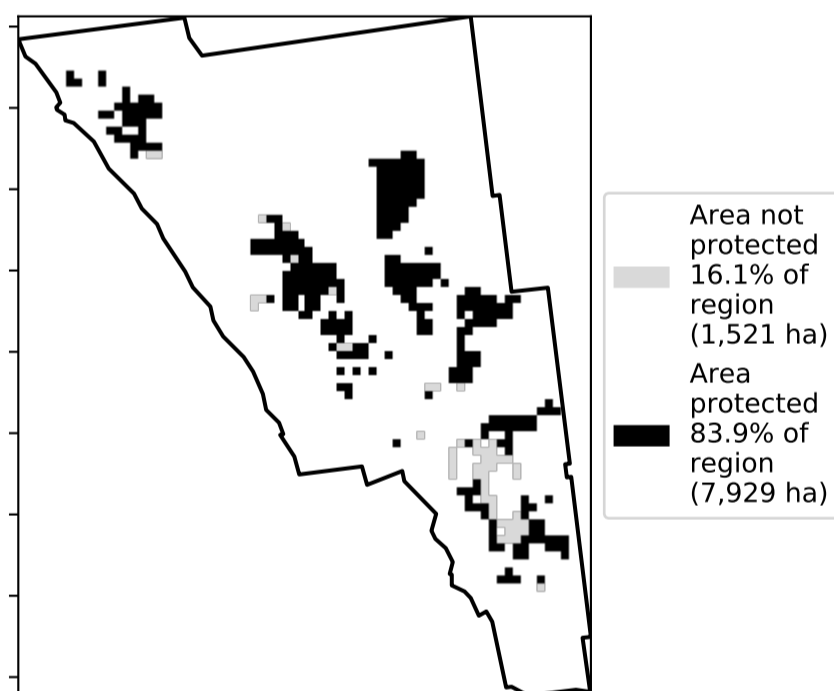 Area not
protected
16.1% of
region
(1,521 ha)
Area
protected
83.9% of
region
(7,929 ha)